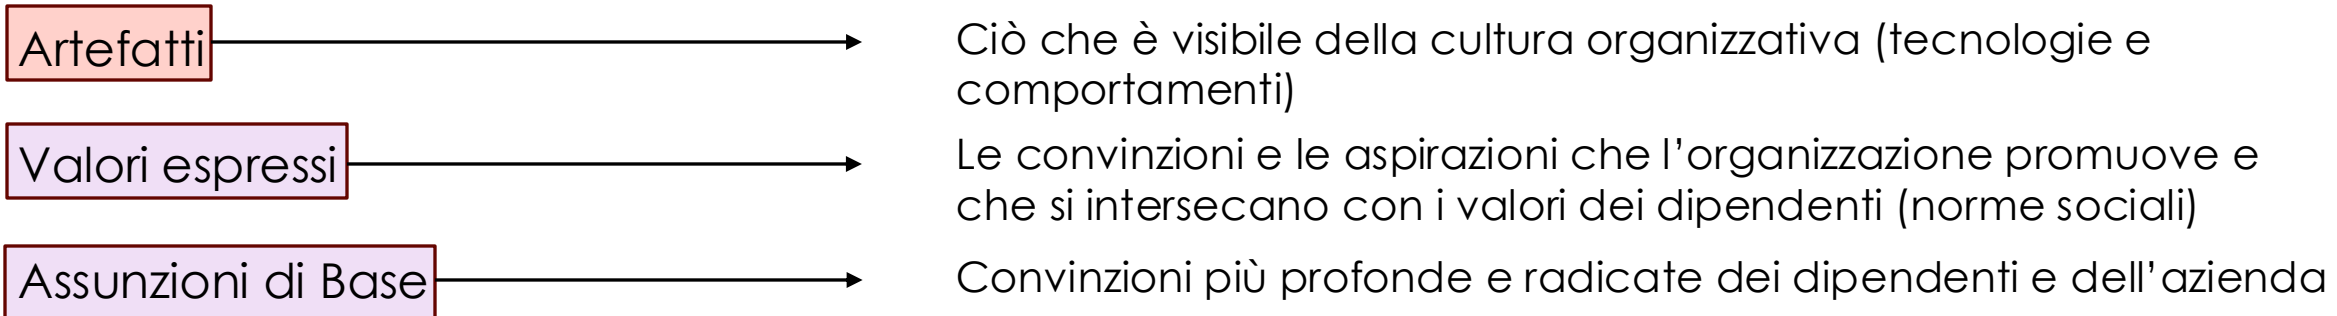 Artefatti
Ciò che è visibile della cultura organizzativa (tecnologie e
comportamenti)
Valori espressi
Le convinzioni e le aspirazioni che l’organizzazione promuove e
che si intersecano con i valori dei dipendenti (norme sociali)
Assunzioni di Base
Convinzioni più profonde e radicate dei dipendenti e dell’azienda